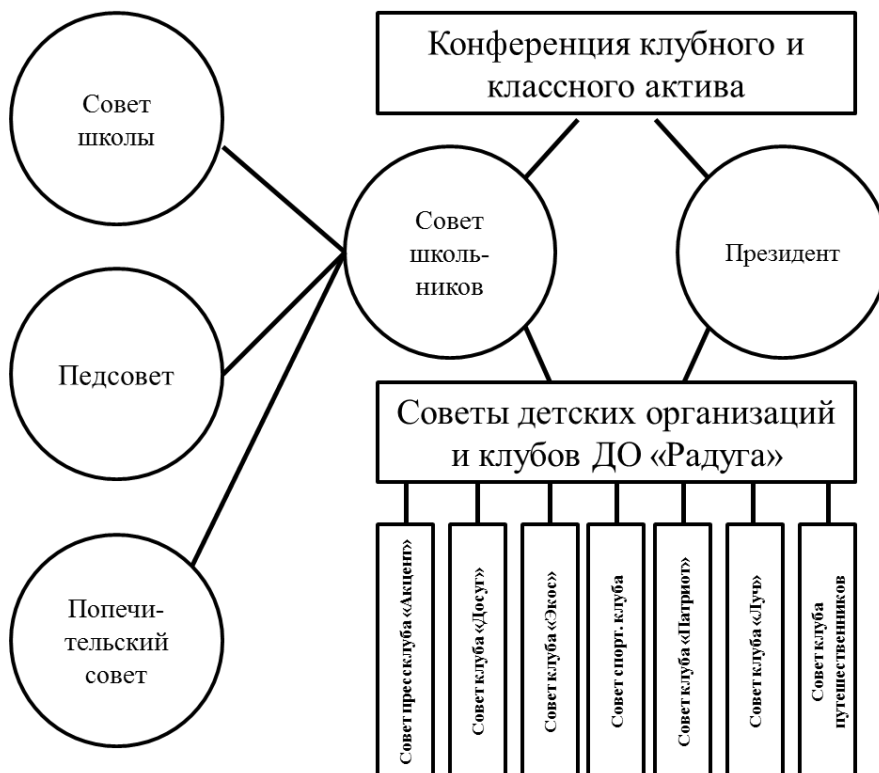 Совет
школы
Конференция клубного и
классного актива
Совет
школь-
ников
Президент
Педсовет
Советы детских организаций
и клубов ДО «Радуга»
Попечи-
тельский
совет
Совет прессклуба «Акцент»
Совет клуба «Досуг»
Совет клуба «Экос»
Совет спорт. клуба
Совет клуба «Патриот»
Совет клуба «Луч»
Совет клуба
путешественников